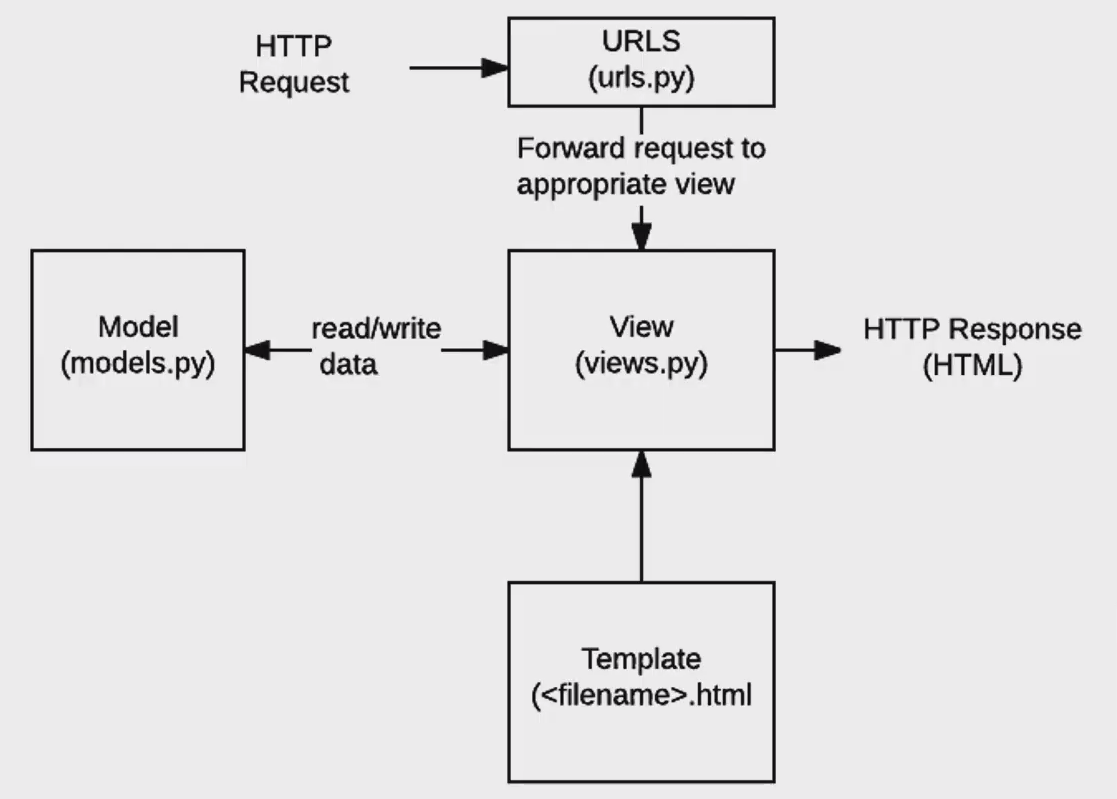 HTTP
Request
URLS
(urls.py)
Forward request to
appropriate view
Model
(models.py)
read/write
data
View
(views.py)
HTTP Response
(HTML)
Template
(<filename>.html